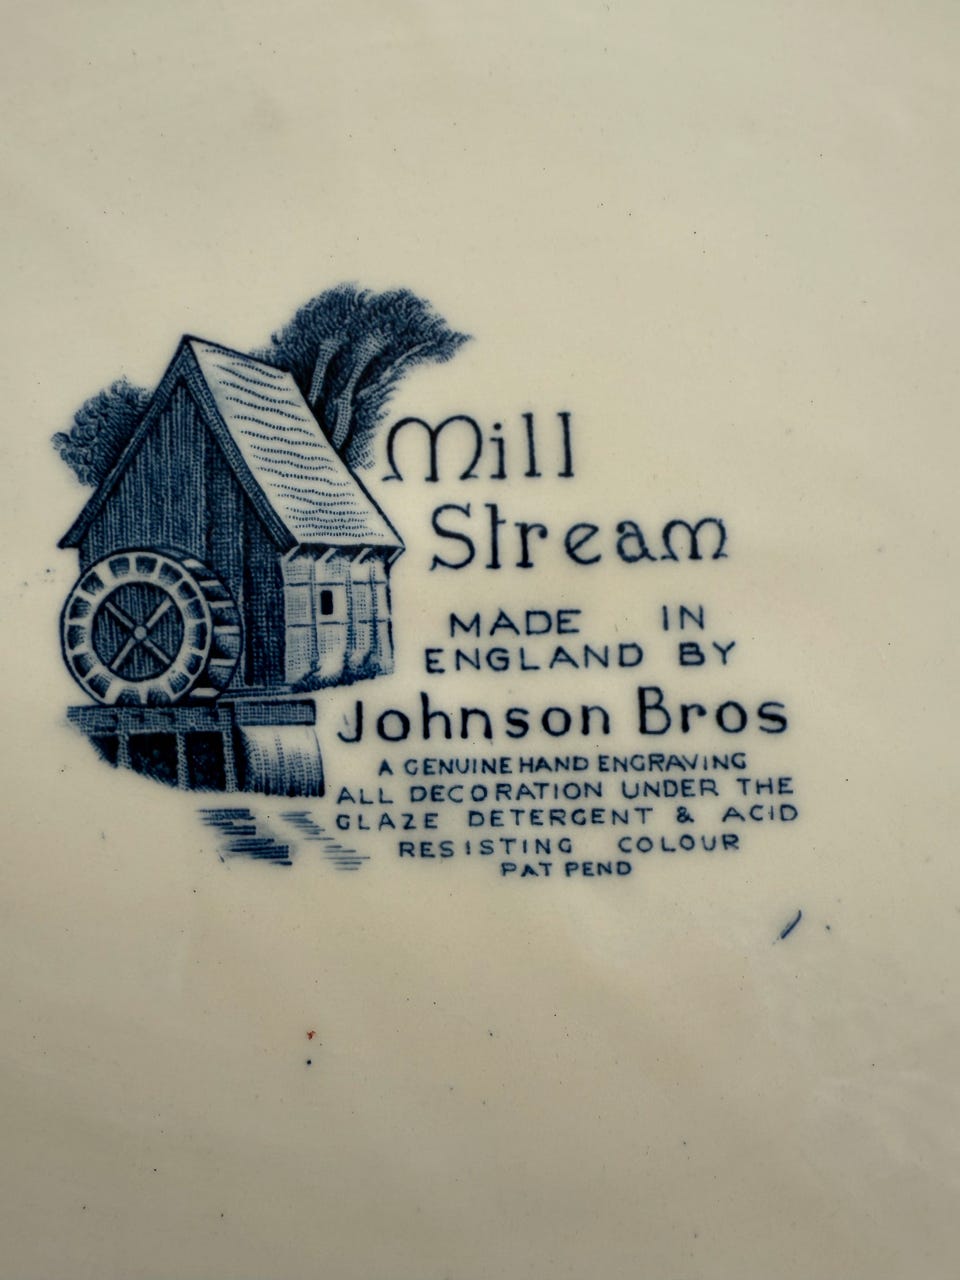 Mill
Stream
MADE IN
ENGLAND BY
Johnson Bros
A GENUINE HAND ENGRAVING
ALL DECORATION UNDER THE
GLAZE DETERGENT & ACID
RESISTING COLOUR
PAT PEND